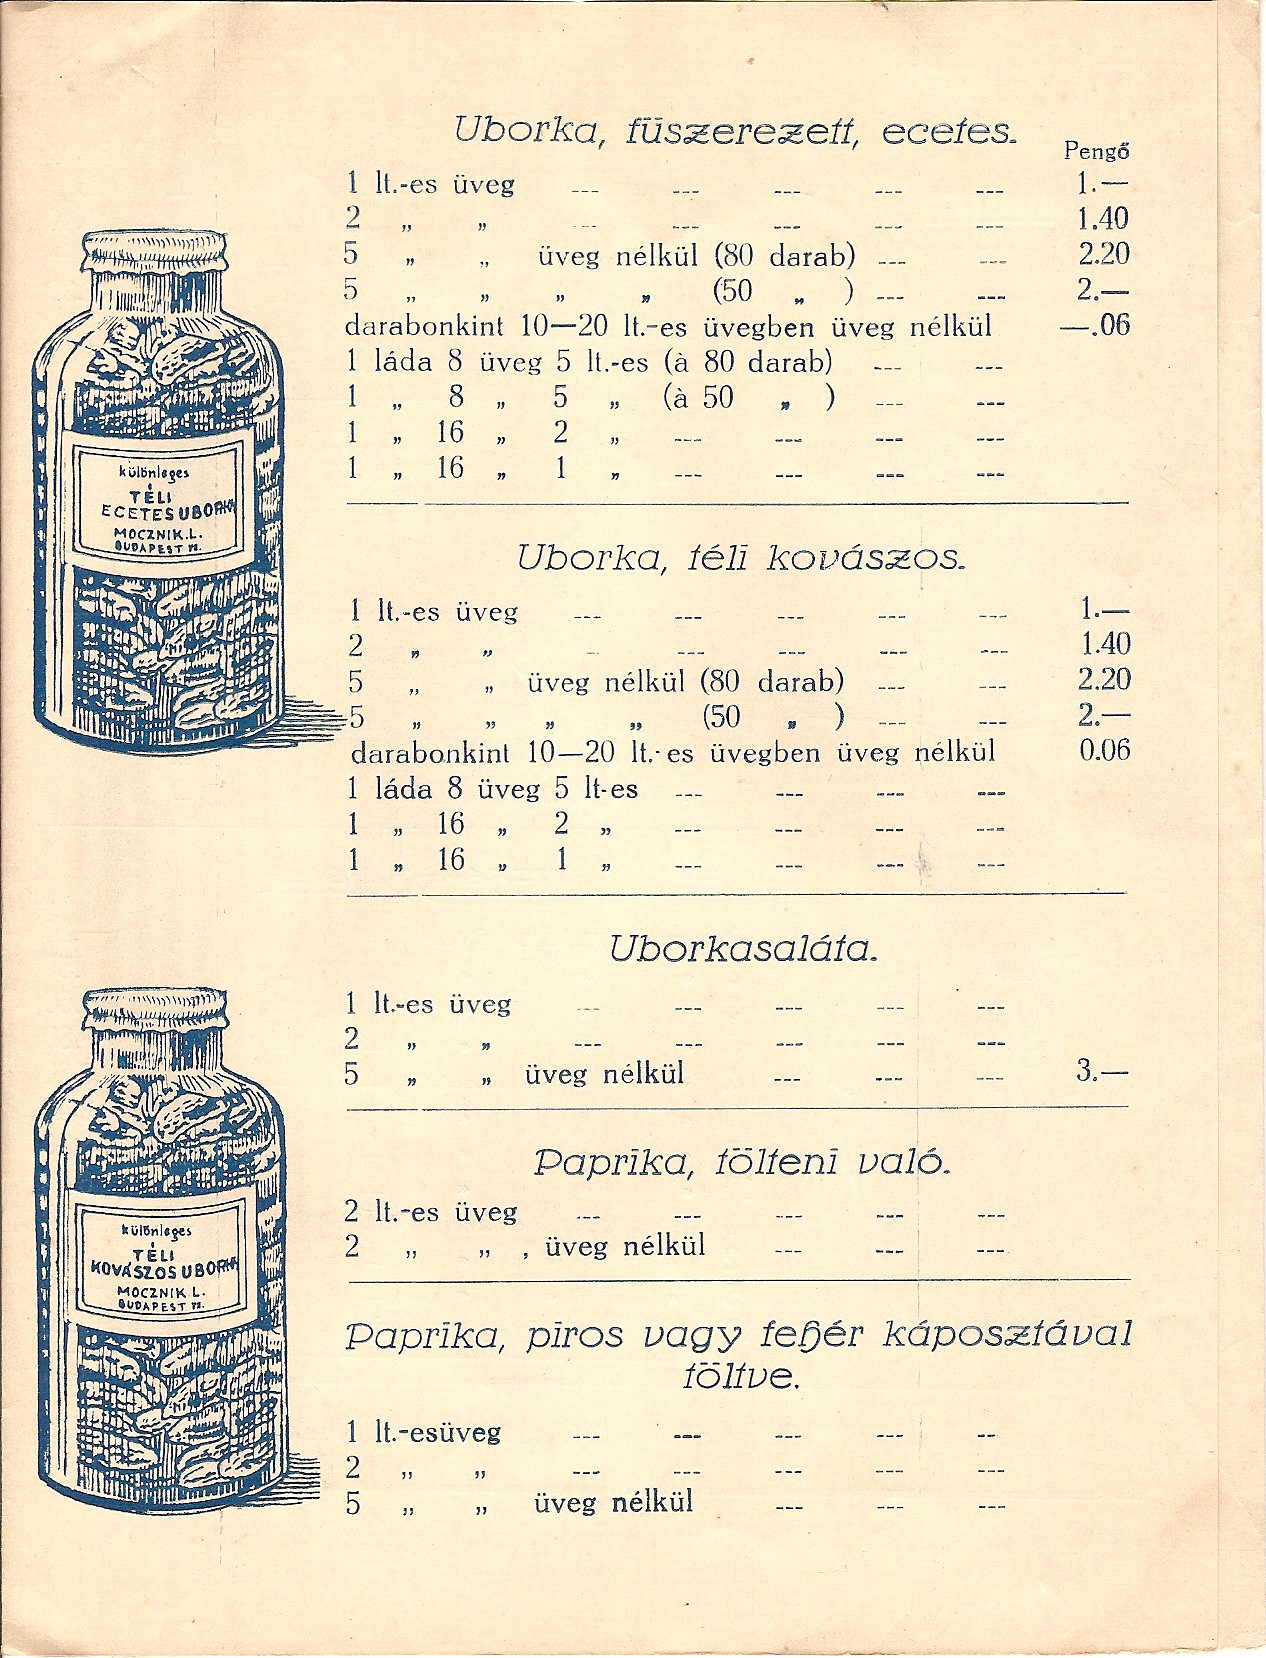 Uborka, fűszerezett, ecetes.
Pengő
1 lt.-es üveg --- --- --- --- --- 1.—
2 „ „ --- --- --- --- --- 1.40
5 „ „ üveg nélkül (80 darab) --- --- 2.20
5 „ „ „ „ (50 „ ) --- --- 2.—
darabonkint 10—20 lt.-es üvegben üveg nélkül —.06
1 láda 8 üveg 5 lt.-es (à 80 darab) --- ---
1 „ 8 „ 5 „ (à 50 „ ) --- ---
1 „ 16 „ 2 „ --- --- --- ---
1 „ 16 „ 1 „ --- --- --- ---
különleges
TÉLI
ECETESUBORKA
MOCZNIK.L.
BUDAPEST VI.
Uborka, téli kovászos.
1 lt.-es üveg --- --- --- --- --- 1.—
2 „ „ --- --- --- --- --- 1.40
5 „ „ üveg nélkül (80 darab) --- --- 2.20
5 „ „ „ „ (50 „ ) --- --- 2.—
darabonkint 10—20 lt.-es üvegben üveg nélkül 0.06
1 láda 8 üveg 5 lt-es --- --- --- ---
1 „ 16 „ 2 „ --- --- --- ---
1 „ 16 „ 1 „ --- --- --- ---
Uborkasaláta.
1 lt.-es üveg --- --- --- --- ---
2 „ „ --- --- --- --- ---
5 „ „ üveg nélkül --- --- --- 3.—
Paprika, tölteni való.
2 lt.-es üveg --- --- --- --- ---
2 „ „ , üveg nélkül --- --- ---
különleges
TÉLI
KOVÁSZOS UBORKA
MOCZNIK L.
BUDAPEST VI.
Paprika, piros vagy fehér káposztával
töltve.
1 lt.-esüveg --- --- --- --- --
2 „ „ --- --- --- --- ---
5 „ „ üveg nélkül --- --- ---